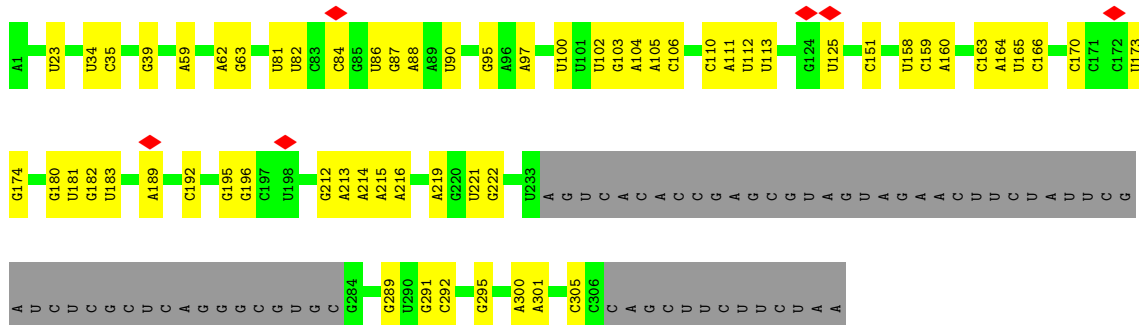 A1 U23 U34 C35 G39 A59 A62 G63 U81 U82 C83 C84 G85 U86 G87 A88 A89 U90 G95 A96 A97 U100 U101 U102 G103 A104 A105 C106 C110 A111 U112 U113 G124 U125 C151 U158 C159 A160 C163 A164 U165 C166 C170 C171 C172 U173
G174 G180 U181 G182 U183 A189 C192 G195 G196 C197 U198 G212 A213 A214 A215 A216 A219 G220 U221 G222 U233 A G U C A C A C C G A G C G U A G U A G A A C U U C U A U U C G
A U C U C G C U C A G G G C G U G C G284 G289 U290 G291 C292 G295 A300 A301 C305 C306 C A G C U U C U U C U A A